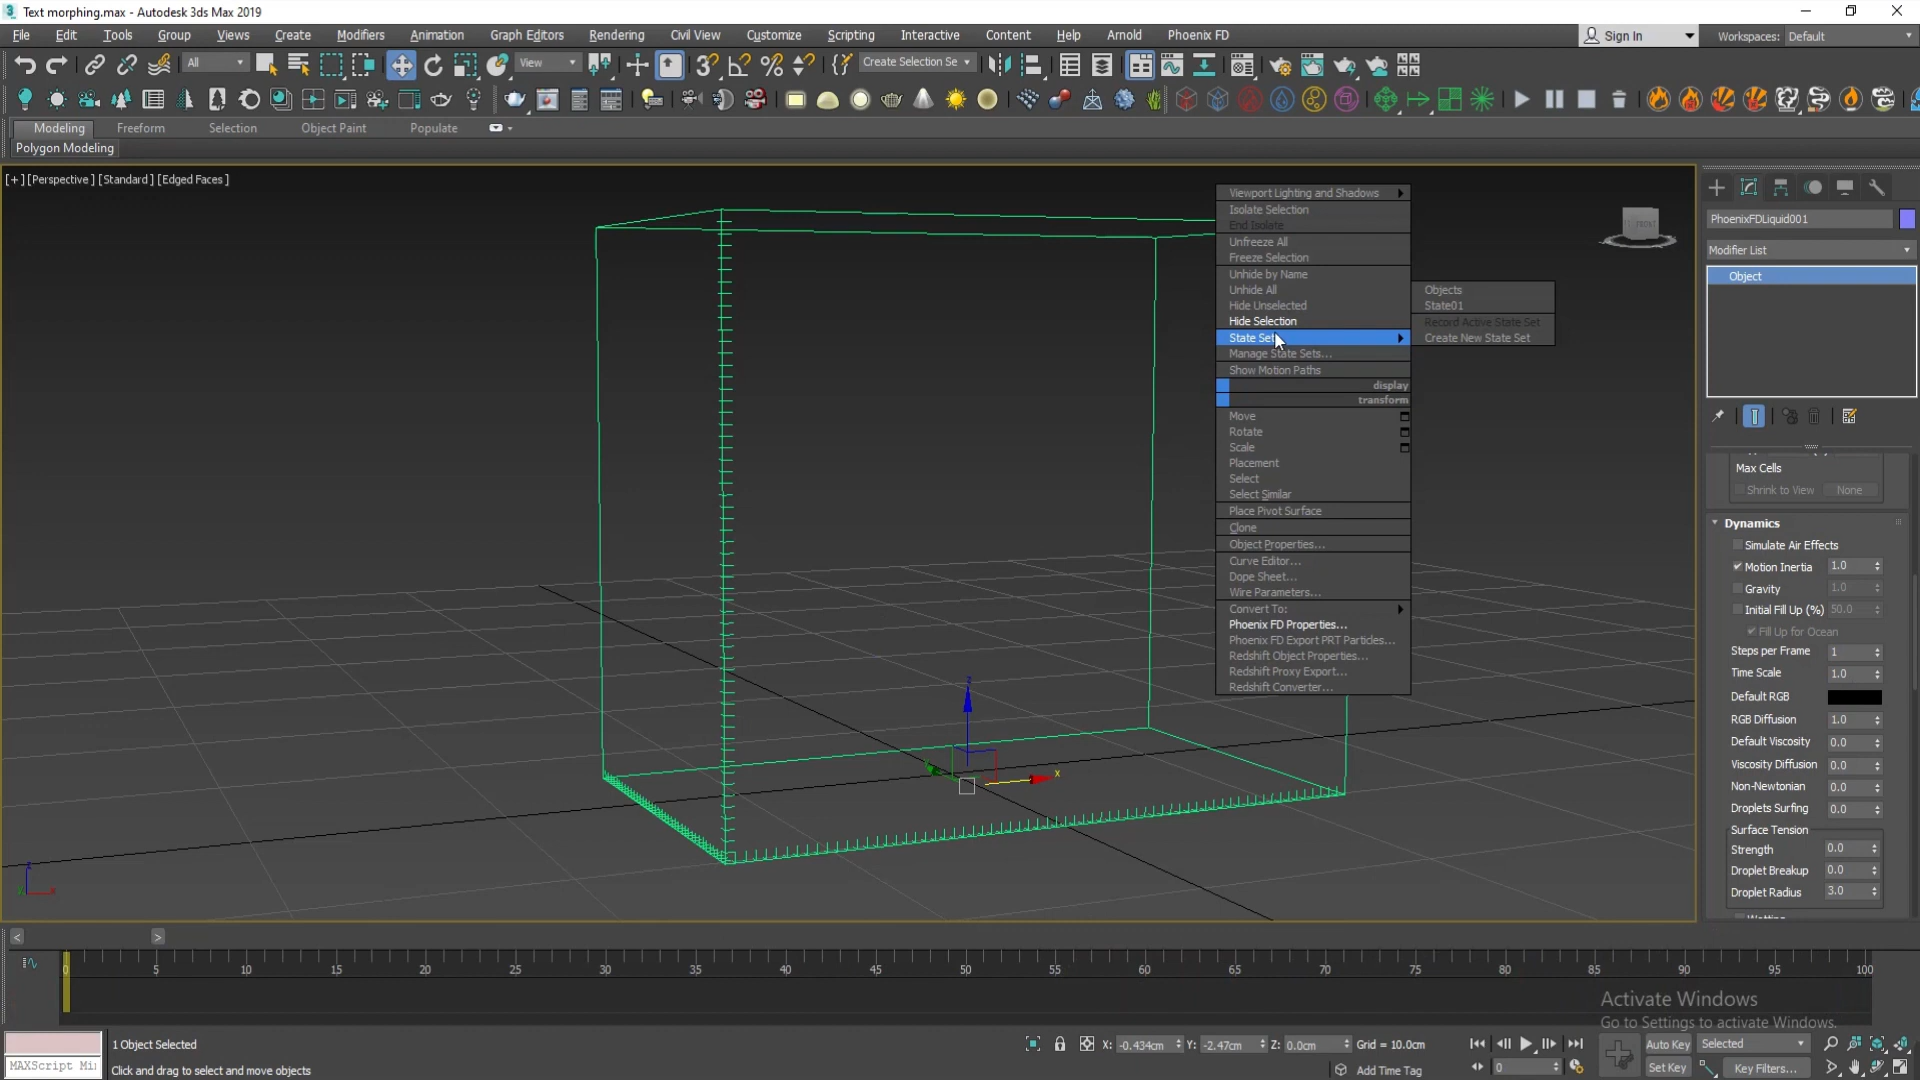 Text morphing.max - Autodesk 3ds Max 2019
File Edit Tools Group Views Create Modifiers Animation Graph Editors Rendering Civil View Customize Scripting Interactive Content Help Arnold Phoenix FD Sign In Workspaces: Default
All View Create Selection Se
Modeling Freeform Selection Object Paint Populate
Polygon Modeling
[+] [Perspective] [Standard] [Edged Faces]
Viewport Lighting and Shadows
Isolate Selection
End Isolate
Unfreeze All
Freeze Selection
Unhide by Name
Unhide All
Hide Unselected
Hide Selection
State Sets
Manage State Sets...
Show Motion Paths
display
transform
Move
Rotate
Scale
Placement
Select
Select Similar
Place Pivot Surface
Clone
Object Properties...
Curve Editor...
Dope Sheet...
Wire Parameters...
Convert To:
Phoenix FD Properties...
Phoenix FD Export PRT Particles...
Redshift Object Properties...
Redshift Proxy Export...
Redshift Converter...
Objects
State01
Record Active State Set
Create New State Set
PhoenixFDLiquid001
Modifier List
Object
Max Cells
Shrink to View None
Dynamics
Simulate Air Effects
Motion Inertia 1.0
Gravity 1.0
Initial Fill Up (%) 50.0
Fill Up for Ocean
Steps per Frame 1
Time Scale 1.0
Default RGB
RGB Diffusion 1.0
Default Viscosity 0.0
Viscosity Diffusion 0.0
Non-Newtonian 0.0
Droplets Surfing 0.0
Surface Tension
Strength 0.0
Droplet Breakup 0.0
Droplet Radius 3.0
z
x
< >
0 5 10 15 20 25 30 35 40 45 50 55 60 65 70 75 80 85 90 95 100
Activate Windows
Go to Settings to activate Windows.
1 Object Selected
X: -0.434cm Y: -2.47cm Z: 0.0cm Grid = 10.0cm Auto Key Selected
MAXScript Mi
Click and drag to select and move objects
Add Time Tag 0 Set Key Key Filters...